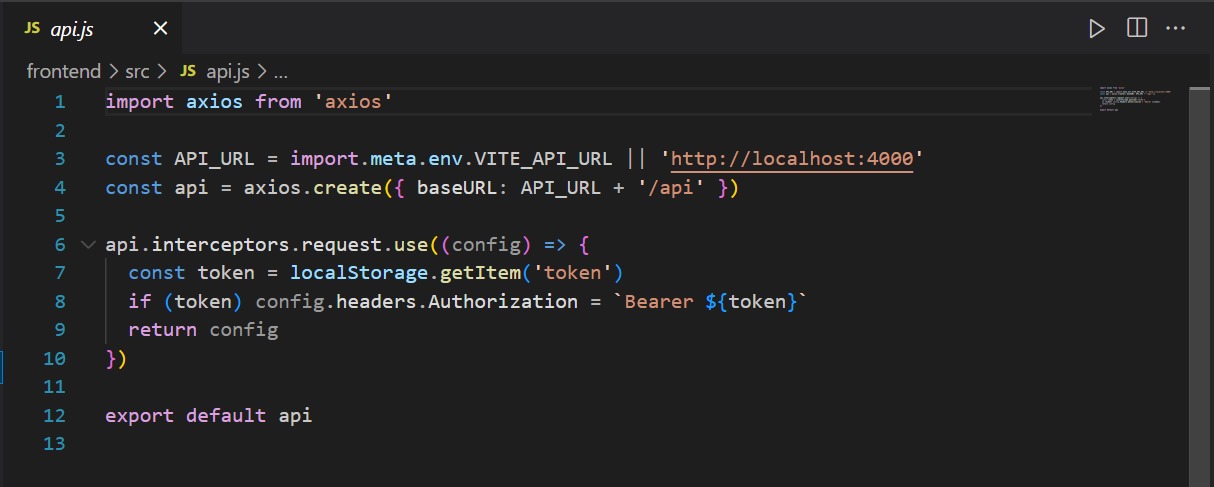 JS api.js
frontend > src > JS api.js > ...
1 import axios from 'axios'
2
3 const API_URL = import.meta.env.VITE_API_URL || 'http://localhost:4000'
4 const api = axios.create({ baseURL: API_URL + '/api' })
5
6 api.interceptors.request.use((config) => {
7   const token = localStorage.getItem('token')
8   if (token) config.headers.Authorization = `Bearer ${token}`
9   return config
10 })
11
12 export default api
13